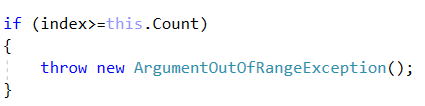 if (index>=this.Count)
{
    throw new ArgumentOutOfRangeException();
}